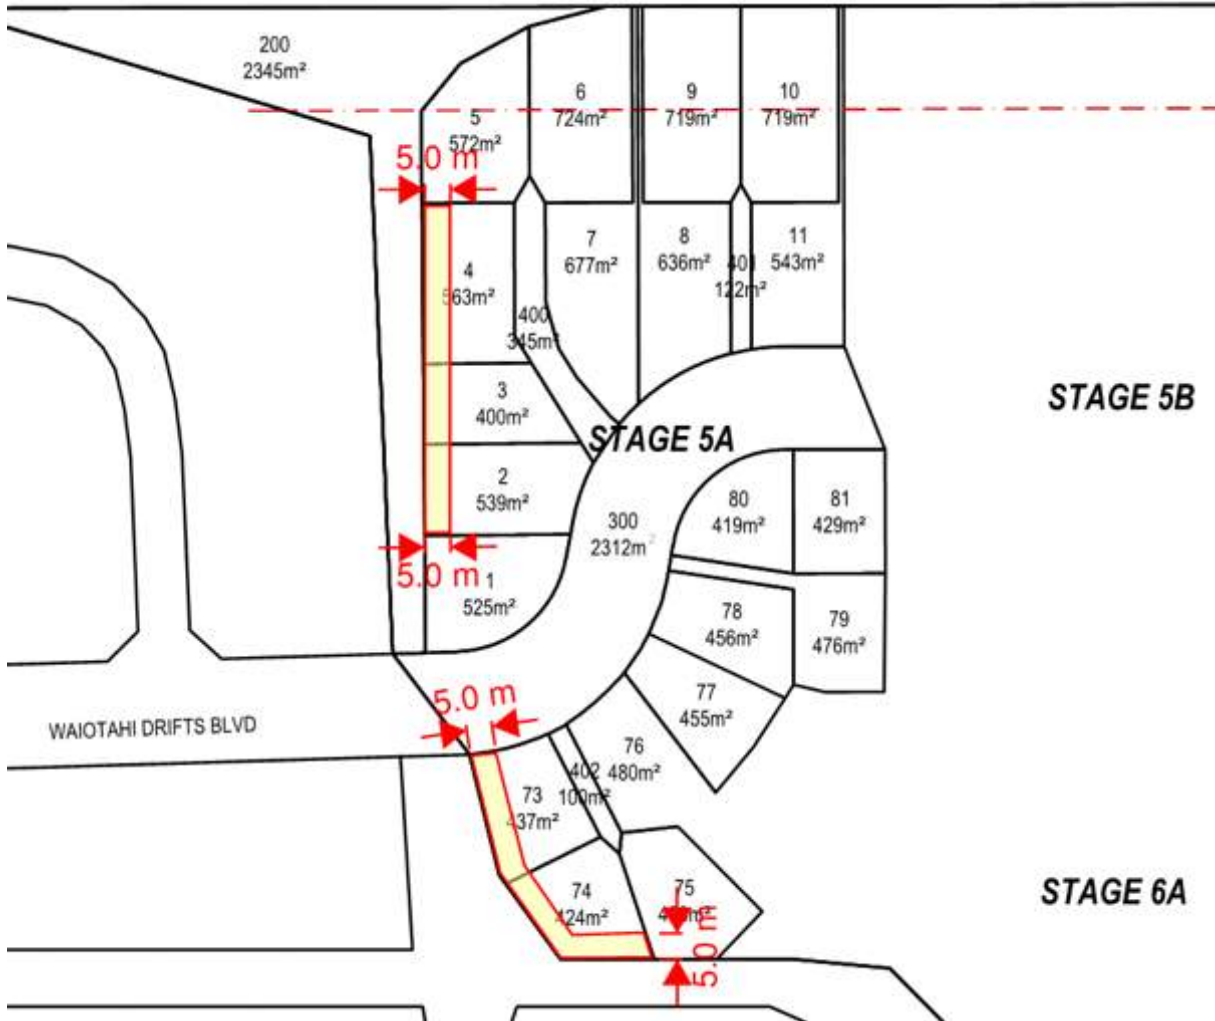 200
2345m²
5
572m²
5.0 m
6
724m²
9
719m²
10
719m²
4
563m²
7
677m²
8
636m²
401
122m²
11
543m²
400
345m²
3
400m²
STAGE 5A
STAGE 5B
2
539m²
300
2312m²
80
419m²
81
429m²
5.0 m
1
525m²
78
456m²
79
476m²
77
455m²
WAIOTAHI DRIFTS BLVD
5.0 m
76
480m²
402
100m²
73
437m²
74
424m²
75
5.0 m
STAGE 6A